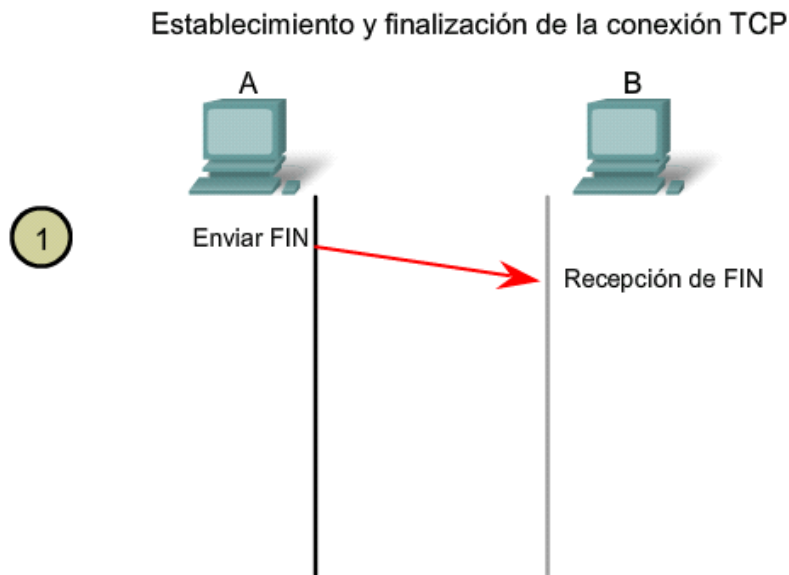 Establecimiento y finalización de la conexión TCP
A
B
1
Enviar FIN
Recepción de FIN